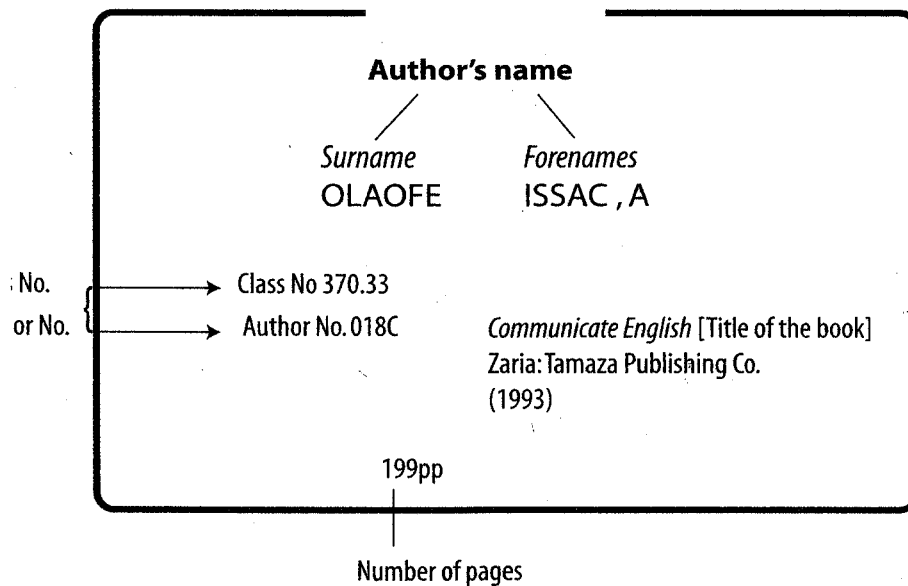 Author's name
Surname Forenames
OLAOFE ISSAC , A
No. Class No 370.33
or No. Author No. 018C
Communicate English [Title of the book]
Zaria: Tamaza Publishing Co.
(1993)
199pp
Number of pages